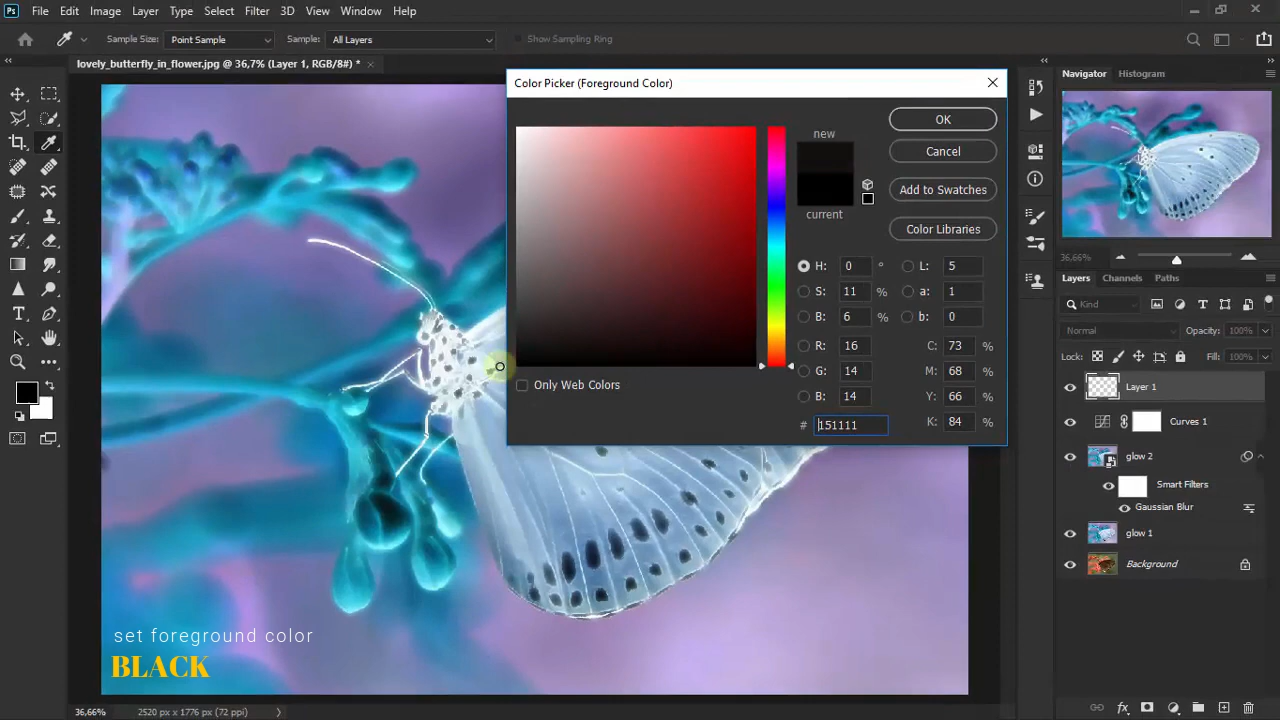 Ps File Edit Image Layer Type Select Filter 3D View Window Help
Sample Size: Point Sample Sample: All Layers Show Sampling Ring
lovely_butterfly_in_flower.jpg @ 36,7% (Layer 1, RGB/8#) * ×
Color Picker (Foreground Color)
new
current
OK
Cancel
Add to Swatches
Color Libraries
H: 0 ° L: 5
S: 11 % a: 1
B: 6 % b: 0
R: 16 C: 73 %
G: 14 M: 68 %
B: 14 Y: 66 %
# 151111 K: 84 %
Only Web Colors
Navigator Histogram
36,66%
Layers Channels Paths
Kind
Normal Opacity: 100%
Lock: Fill: 100%
Layer 1
Curves 1
glow 2
Smart Filters
Gaussian Blur
glow 1
Background
set foreground color
BLACK
36,66% 2520 px x 1776 px (72 ppi)